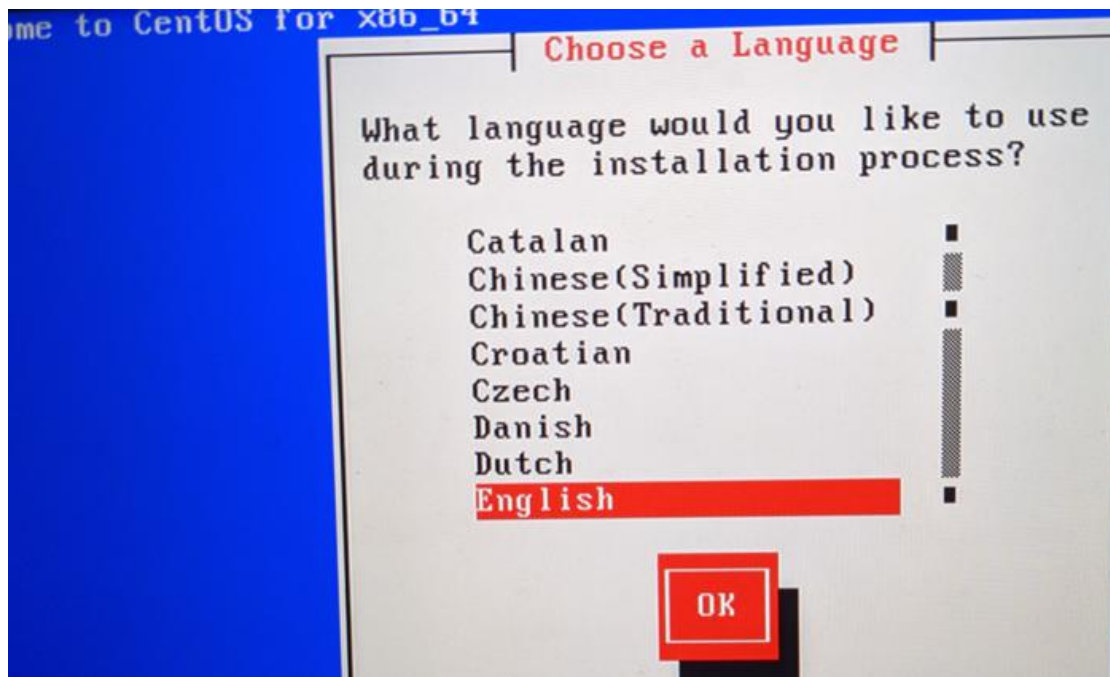 ome to CentOS for x86_64
Choose a Language
What language would you like to use
during the installation process?
Catalan
Chinese(Simplified)
Chinese(Traditional)
Croatian
Czech
Danish
Dutch
English
OK